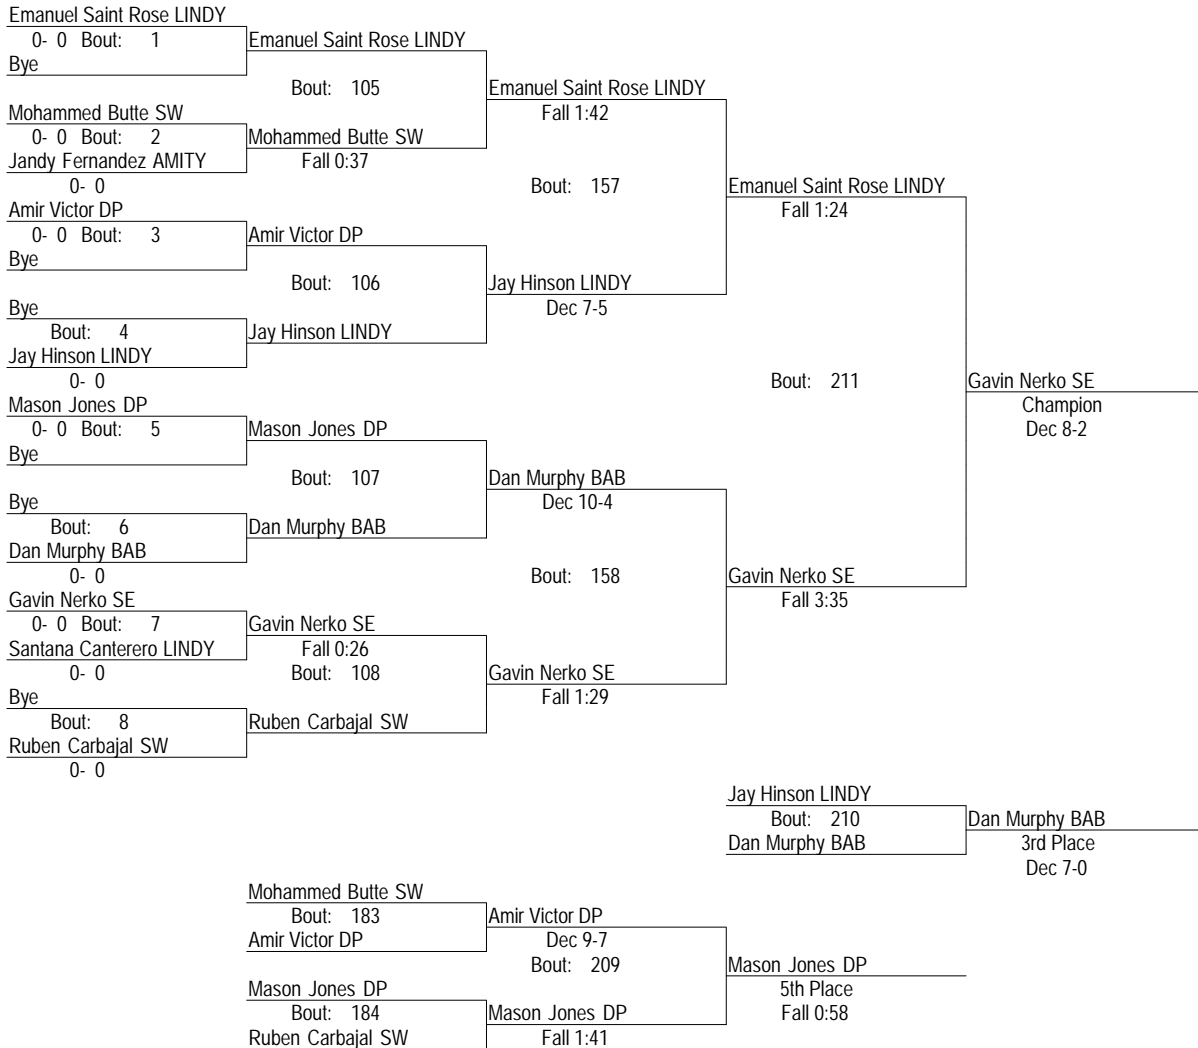 Emanuel Saint Rose LINDY
0- 0 Bout: 1
Bye
Emanuel Saint Rose LINDY
Bout: 105
Mohammed Butte SW
0- 0 Bout: 2
Jandy Fernandez AMITY
0- 0
Mohammed Butte SW
Fall 0:37
Emanuel Saint Rose LINDY
Fall 1:42
Bout: 157
Amir Victor DP
0- 0 Bout: 3
Bye
Amir Victor DP
Bout: 106
Bye
Bout: 4
Jay Hinson LINDY
0- 0
Jay Hinson LINDY
Jay Hinson LINDY
Dec 7-5
Emanuel Saint Rose LINDY
Fall 1:24
Bout: 211
Mason Jones DP
0- 0 Bout: 5
Bye
Mason Jones DP
Bout: 107
Bye
Bout: 6
Dan Murphy BAB
0- 0
Dan Murphy BAB
Dan Murphy BAB
Dec 10-4
Bout: 158
Gavin Nerko SE
0- 0 Bout: 7
Santana Canterero LINDY
0- 0
Gavin Nerko SE
Fall 0:26
Bout: 108
Bye
Bout: 8
Ruben Carbajal SW
0- 0
Ruben Carbajal SW
Gavin Nerko SE
Fall 1:29
Gavin Nerko SE
Fall 3:35
Gavin Nerko SE
Champion
Dec 8-2
Jay Hinson LINDY
Bout: 210
Dan Murphy BAB
Dan Murphy BAB
3rd Place
Dec 7-0
Mohammed Butte SW
Bout: 183
Amir Victor DP
Amir Victor DP
Dec 9-7
Bout: 209
Mason Jones DP
Bout: 184
Ruben Carbajal SW
Mason Jones DP
Fall 1:41
Mason Jones DP
5th Place
Fall 0:58